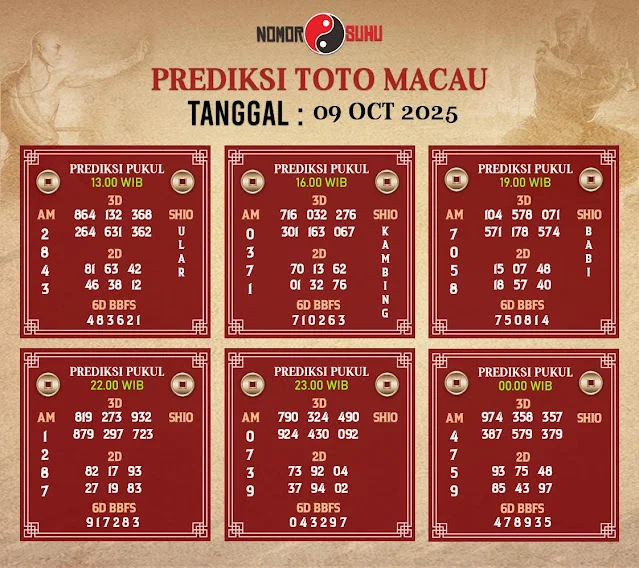 NOMOR SUHU
PREDIKSI TOTO MACAU
TANGGAL : 09 OCT 2025
PREDIKSI PUKUL
13.00 WIB
3D
AM 864 132 368 SHIO
264 631 362
2
8
4
3
2D
81 63 42
46 38 12
ULAR
6D BBFS
483621
PREDIKSI PUKUL
16.00 WIB
3D
AM 716 032 276 SHIO
301 163 067
0
3
7
1
2D
70 13 62
01 32 76
KAMBING
6D BBFS
710263
PREDIKSI PUKUL
19.00 WIB
3D
AM 104 578 071 SHIO
571 178 574
7
0
5
8
2D
15 07 48
18 57 40
BABI
6D BBFS
750814
PREDIKSI PUKUL
22.00 WIB
3D
AM 819 273 932 SHIO
879 297 723
1
2
8
7
2D
82 17 93
27 19 83
6D BBFS
917283
PREDIKSI PUKUL
23.00 WIB
3D
AM 790 324 490 SHIO
924 430 092
0
7
3
9
2D
73 92 04
37 94 02
6D BBFS
043297
PREDIKSI PUKUL
00.00 WIB
3D
AM 974 358 357 SHIO
387 579 379
4
7
5
9
2D
93 75 48
85 43 97
6D BBFS
478935